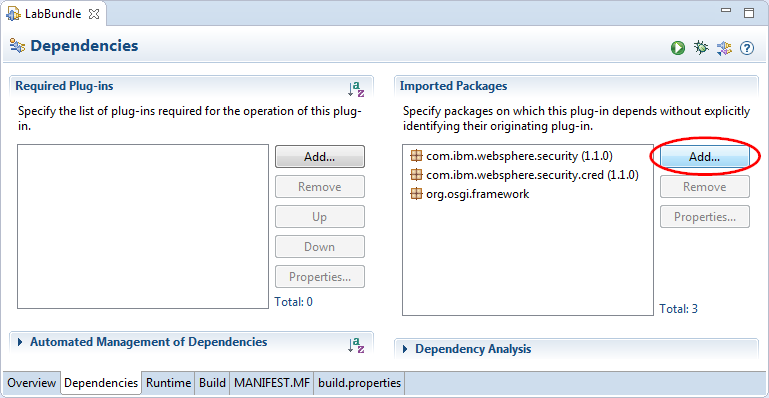 LabBundle
Dependencies
Required Plug-ins
Specify the list of plug-ins required for the operation of this plug-
in.
Add...
Remove
Up
Down
Properties...
Total: 0
Automated Management of Dependencies
Imported Packages
Specify packages on which this plug-in depends without explicitly
identifying their originating plug-in.
com.ibm.websphere.security (1.1.0)
com.ibm.websphere.security.cred (1.1.0)
org.osgi.framework
Add...
Remove
Properties...
Total: 3
Dependency Analysis
Overview Dependencies Runtime Build MANIFEST.MF build.properties